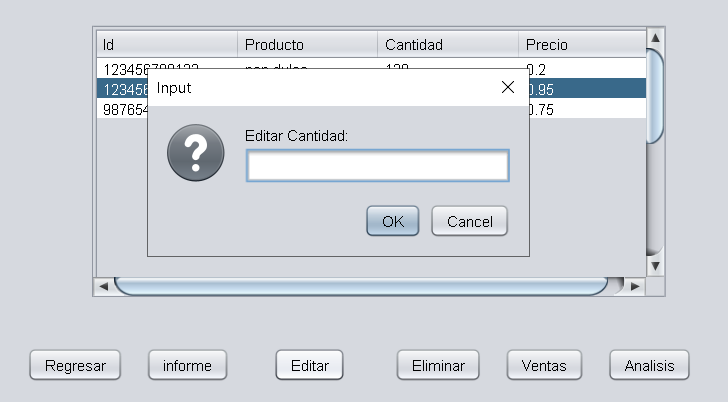 Id Producto Cantidad Precio
0.2
0.95
0.75
Input
Editar Cantidad:
OK Cancel
Regresar informe Editar Eliminar Ventas Analisis